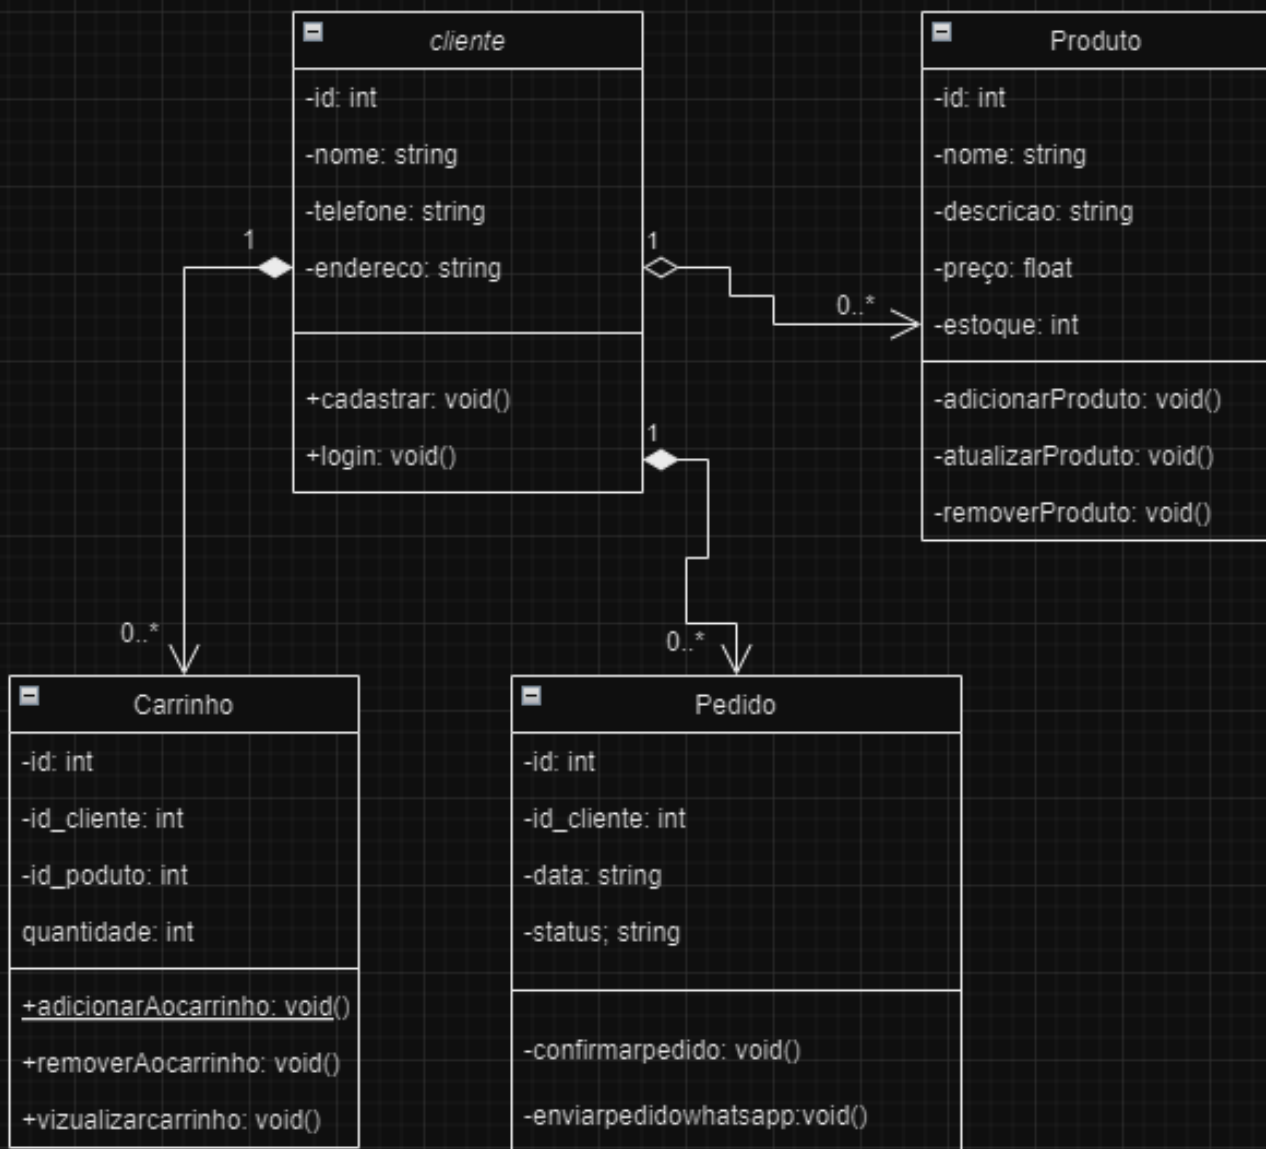 cliente
-id: int
-nome: string
-telefone: string
-endereco: string
+cadastrar: void()
+login: void()
Produto
-id: int
-nome: string
-descricao: string
-preço: float
-estoque: int
-adicionarProduto: void()
-atualizarProduto: void()
-removerProduto: void()
1
1
0..*
1
0..*
0..*
Carrinho
-id: int
-id_cliente: int
-id_poduto: int
quantidade: int
+adicionarAocarrinho: void()
+removerAocarrinho: void()
+vizualizarcarrinho: void()
Pedido
-id: int
-id_cliente: int
-data: string
-status; string
-confirmarpedido: void()
-enviarpedidowhatsapp:void()